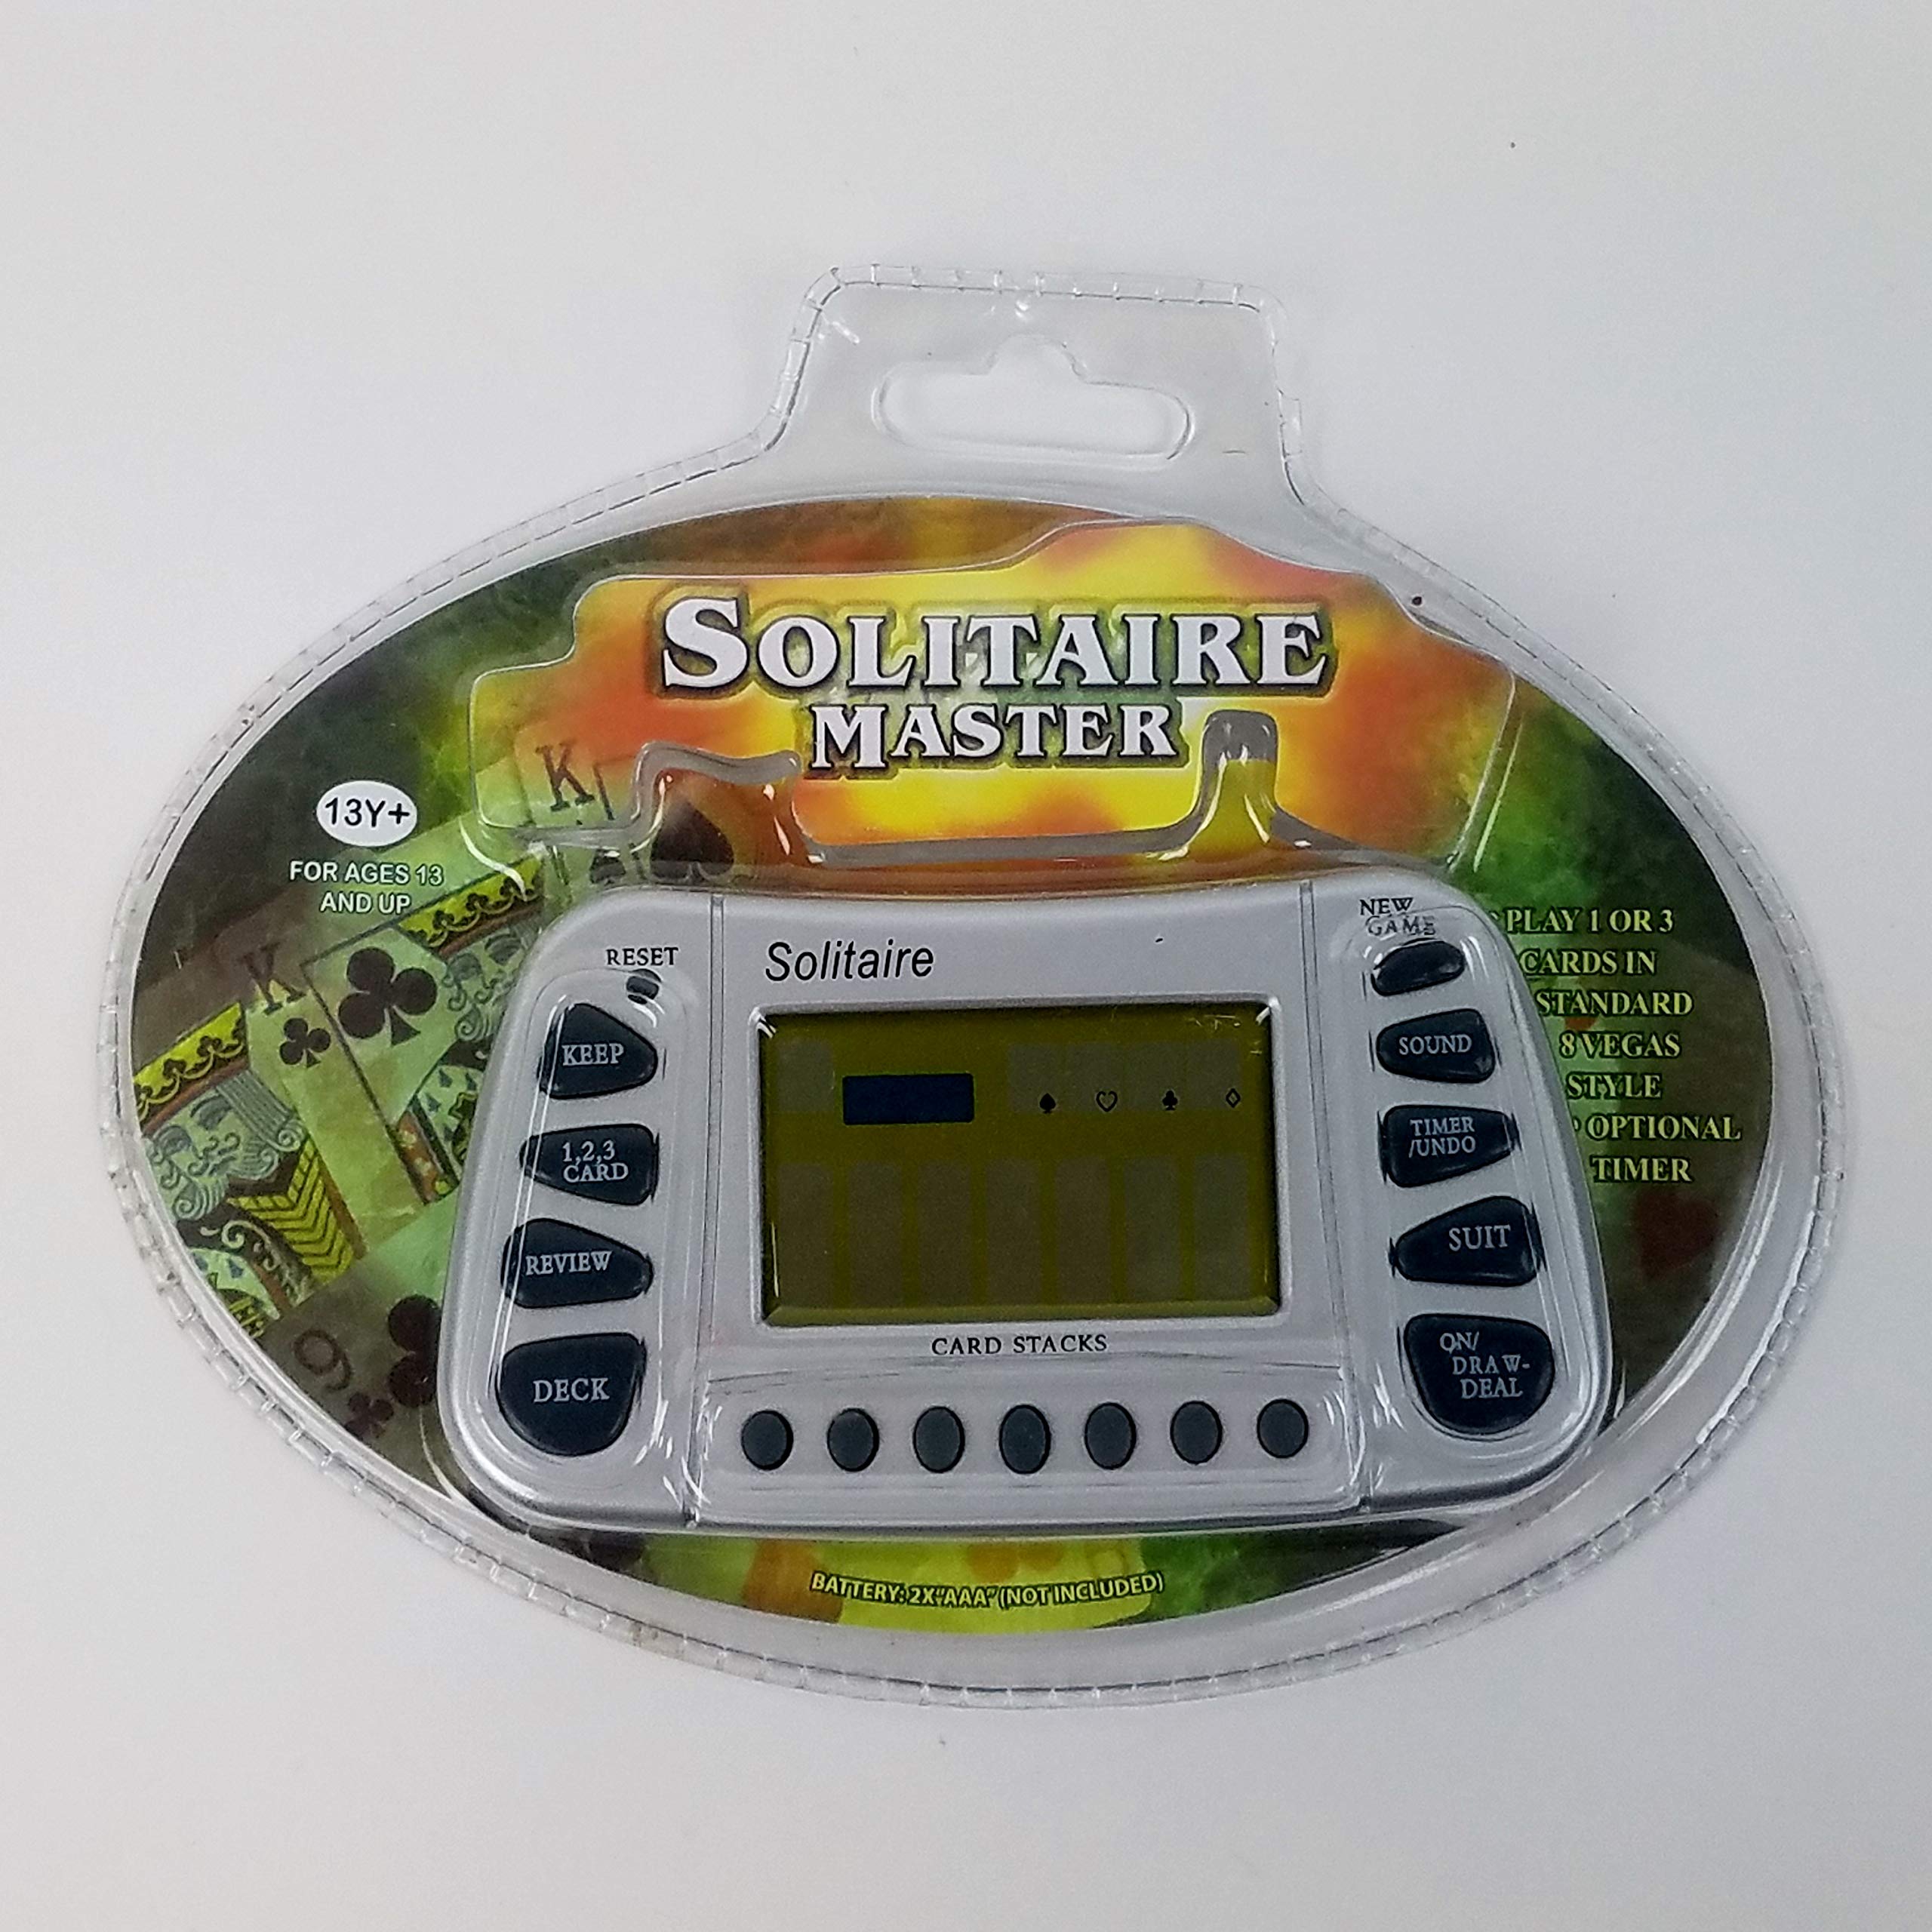 SOLITAIRE
MASTER
K
13Y+
FOR AGES 13
AND UP
K
9
RESET
KEEP
1,2,3
CARD
REVIEW
DECK
Solitaire
CARD STACKS
NEW
GAME
SOUND
TIMER
/UNDO
SUIT
ON/
DRAW-
DEAL
PLAY 1 OR 3
CARDS IN
STANDARD
8 VEGAS
STYLE
OPTIONAL
TIMER
BATTERY: 2X"AAA" (NOT INCLUDED)